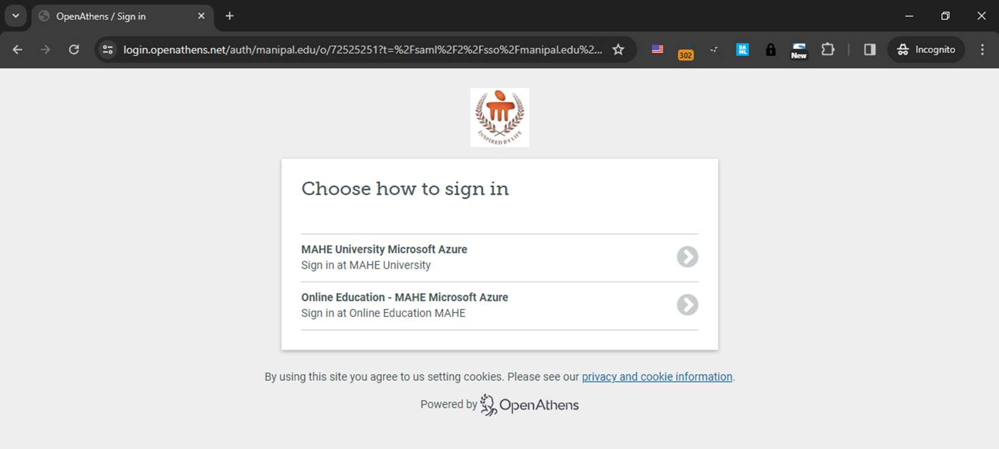 OpenAthens / Sign in
login.openathens.net/auth/manipal.edu/o/72525251?t=%2Fsaml%2F2%2Fsso%2Fmanipal.edu%2...
302
SA
ML
New
Incognito
INSPIRED BY LIFE
Choose how to sign in
MAHE University Microsoft Azure
Sign in at MAHE University
Online Education - MAHE Microsoft Azure
Sign in at Online Education MAHE
By using this site you agree to us setting cookies. Please see our privacy and cookie information.
Powered by OpenAthens